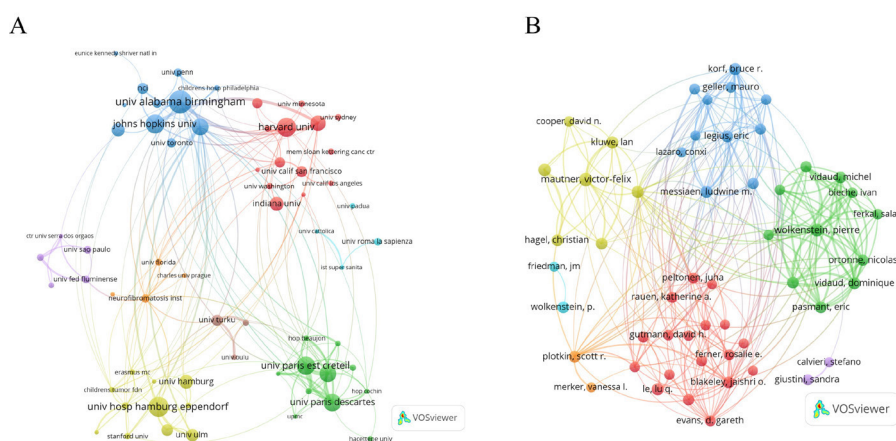 A
eunice kennedy shriver natl in
univ penn
nci
childrens hosp philadelphia
univ alabama birmingham
univ minesota
johns hopkins univ
harvard univ
univ sydney
univ toronto
mem sloan kettering canc ctr
univ calif san francisco
univ washington
univ calif los angeles
indiana univ
univ padua
ctr univ serra dos orgaos
univ cattolica
univ sao paulo
univ roma la sapienza
univ florida
ist super sanita
univ fed fluminense
charles univ prague
neurofibromatosis inst
univ turku
hop beaujon
univ paris est creteil
erasmus mc
univ hamburg
childrens tumor fdn
hop cochin
univ hosp hamburg eppendorf
univ paris descartes
stanford univ
univ ulm
hacettepe univ
VOSviewer
B
korf, bruce r.
geller, mauro
cooper, david n.
kluwe, lan
legius, eric
lazaro, conxi
mautner, victor-felix
vidaud, michel
messiaen, ludwine m.
bleche, ivan
ferkal, sala
wolkenstein, pierre
hagel, christian
ortonne, nicolas
friedman, jm
peltonen, juha
vidaud, dominique
rauen, katherine a.
wolkenstein, p.
pasmant, eric
gutmann, david h.
plotkin, scott r.
ferner, rosalie e.
calvieri, stefano
blakeley, jaishri o.
giustini, sandra
merker, vanessa l.
le, lu q.
evans, d. gareth
VOSviewer